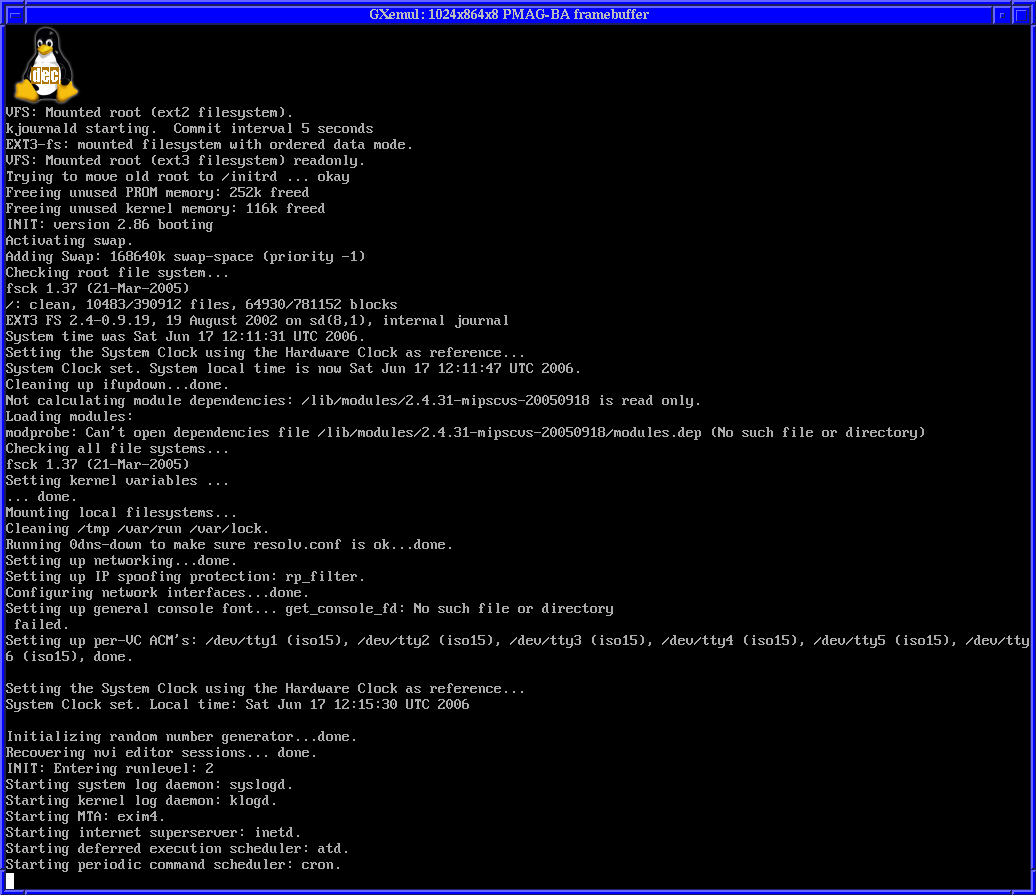 GXemul: 1024x864x8 PMAG-BA framebuffer
dec
VFS: Mounted root (ext2 filesystem).
kjournald starting.  Commit interval 5 seconds
EXT3-fs: mounted filesystem with ordered data mode.
VFS: Mounted root (ext3 filesystem) readonly.
Trying to move old root to /initrd ... okay
Freeing unused PROM memory: 252k freed
Freeing unused kernel memory: 116k freed
INIT: version 2.86 booting
Activating swap.
Adding Swap: 168640k swap-space (priority -1)
Checking root file system...
fsck 1.37 (21-Mar-2005)
/: clean, 10483/390912 files, 64930/781152 blocks
EXT3 FS 2.4-0.9.19, 19 August 2002 on sd(8,1), internal journal
System time was Sat Jun 17 12:11:31 UTC 2006.
Setting the System Clock using the Hardware Clock as reference...
System Clock set. System local time is now Sat Jun 17 12:11:47 UTC 2006.
Cleaning up ifupdown...done.
Not calculating module dependencies: /lib/modules/2.4.31-mipscvs-20050918 is read only.
Loading modules:
modprobe: Can't open dependencies file /lib/modules/2.4.31-mipscvs-20050918/modules.dep (No such file or directory)
Checking all file systems...
fsck 1.37 (21-Mar-2005)
Setting kernel variables ...
... done.
Mounting local filesystems...
Cleaning /tmp /var/run /var/lock.
Running 0dns-down to make sure resolv.conf is ok...done.
Setting up networking...done.
Setting up IP spoofing protection: rp_filter.
Configuring network interfaces...done.
Setting up general console font... get_console_fd: No such file or directory
 failed.
Setting up per-VC ACM's: /dev/tty1 (iso15), /dev/tty2 (iso15), /dev/tty3 (iso15), /dev/tty4 (iso15), /dev/tty5 (iso15), /dev/tty
6 (iso15), done.
Setting the System Clock using the Hardware Clock as reference...
System Clock set. Local time: Sat Jun 17 12:15:30 UTC 2006
Initializing random number generator...done.
Recovering nvi editor sessions... done.
INIT: Entering runlevel: 2
Starting system log daemon: syslogd.
Starting kernel log daemon: klogd.
Starting MTA: exim4.
Starting internet superserver: inetd.
Starting deferred execution scheduler: atd.
Starting periodic command scheduler: cron.